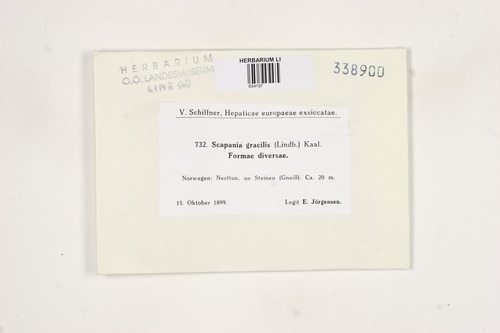 HERBARIUM
O.Ö. LANDESMUSEUM
LINZ
HERBARIUM LI
338900
V. Schiffner, Hepaticae europaeae exsiccatae.
732. Scapania gracilis (Lindb.) Kaal.
Formae diversae.
Norwegen: Nesttun; an Steinen (Gneiß). Ca. 20 m.
15. Oktober 1899.
Legit E. Jörgensen.